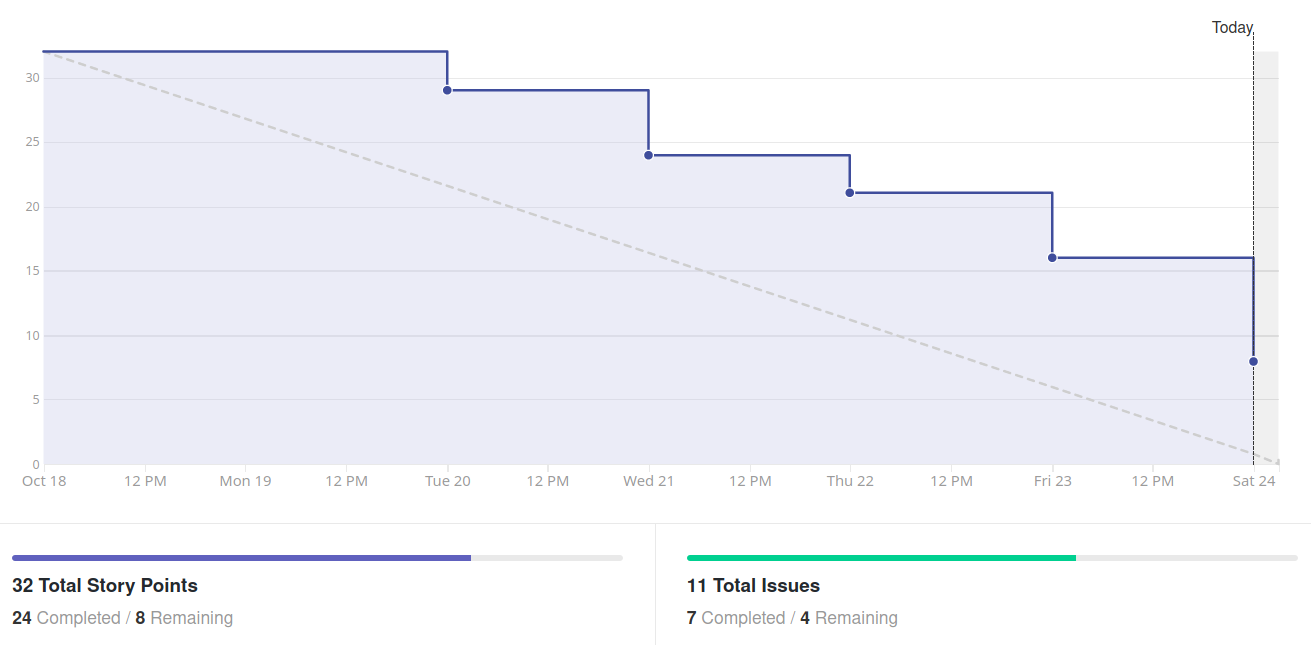 Today
30
25
20
15
10
5
0
Oct 18 12 PM Mon 19 12 PM Tue 20 12 PM Wed 21 12 PM Thu 22 12 PM Fri 23 12 PM Sat 24
32 Total Story Points
24 Completed / 8 Remaining
11 Total Issues
7 Completed / 4 Remaining